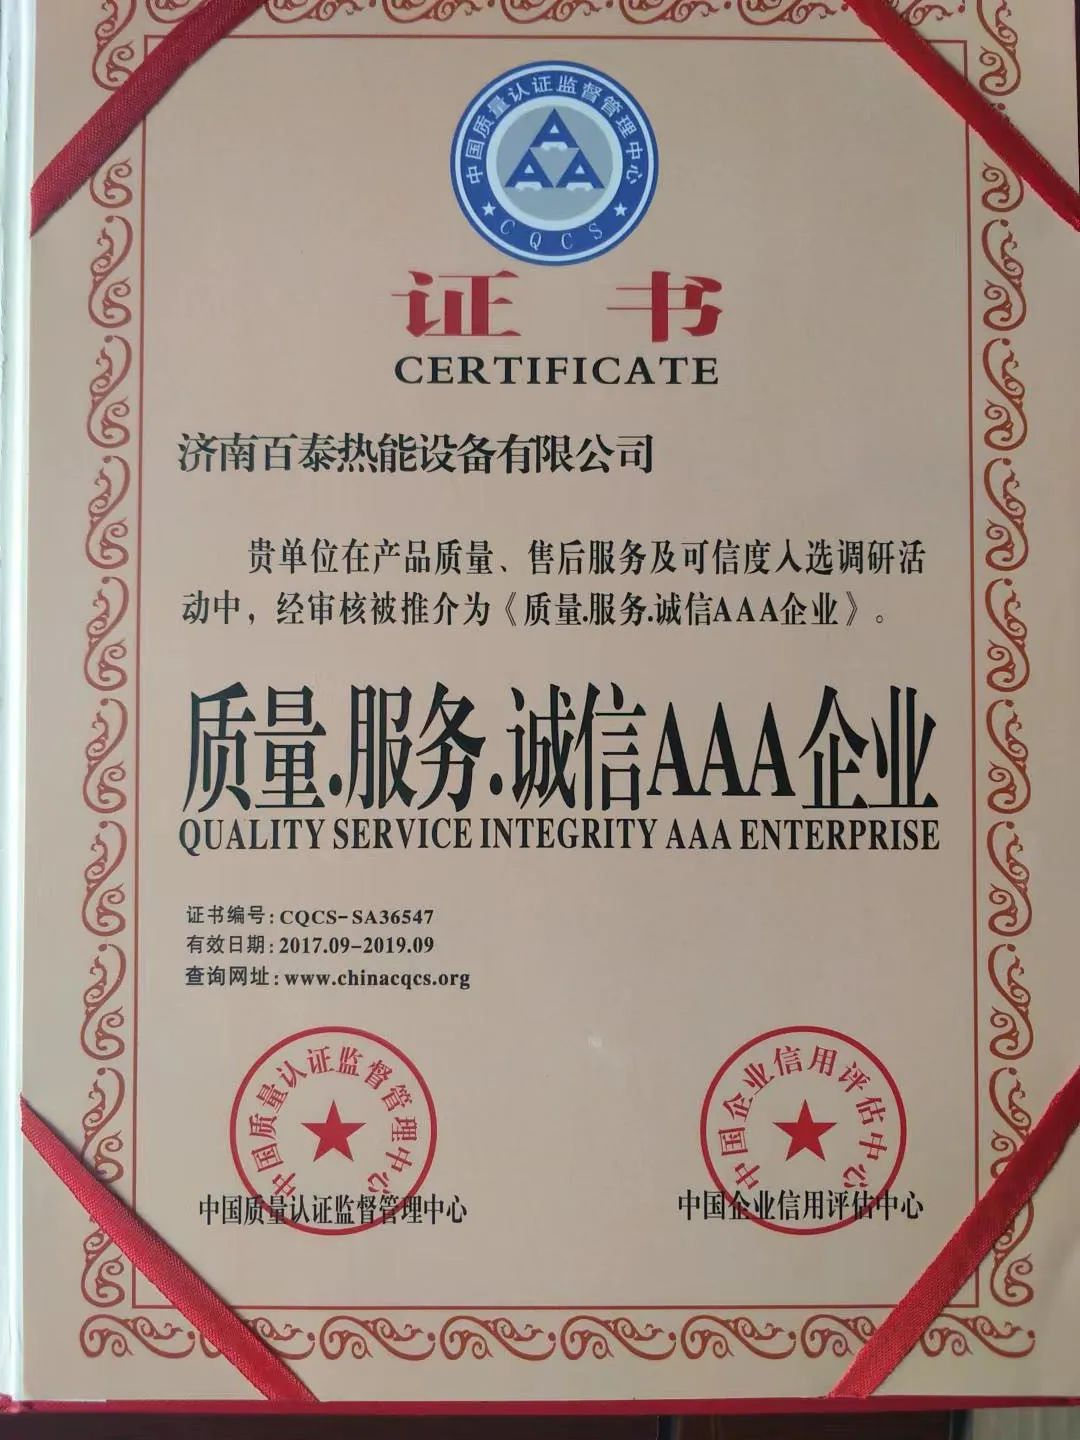 中国质量认证监督管理中心
AAA
CQCS
证 书
CERTIFICATE
济南百泰热能设备有限公司
贵单位在产品质量、售后服务及可信度入选调研活
动中，经审核被推介为《质量.服务.诚信AAA企业》。
质量.服务.诚信AAA企业
QUALITY SERVICE INTEGRITY AAA ENTERPRISE
证书编号:CQCS-SA36547
有效日期:2017.09-2019.09
查询网址:www.chinacqcs.org
中国质量认证监督管理中心
中国企业信用评估中心
中国质量认证监督管理中心
中国企业信用评估中心